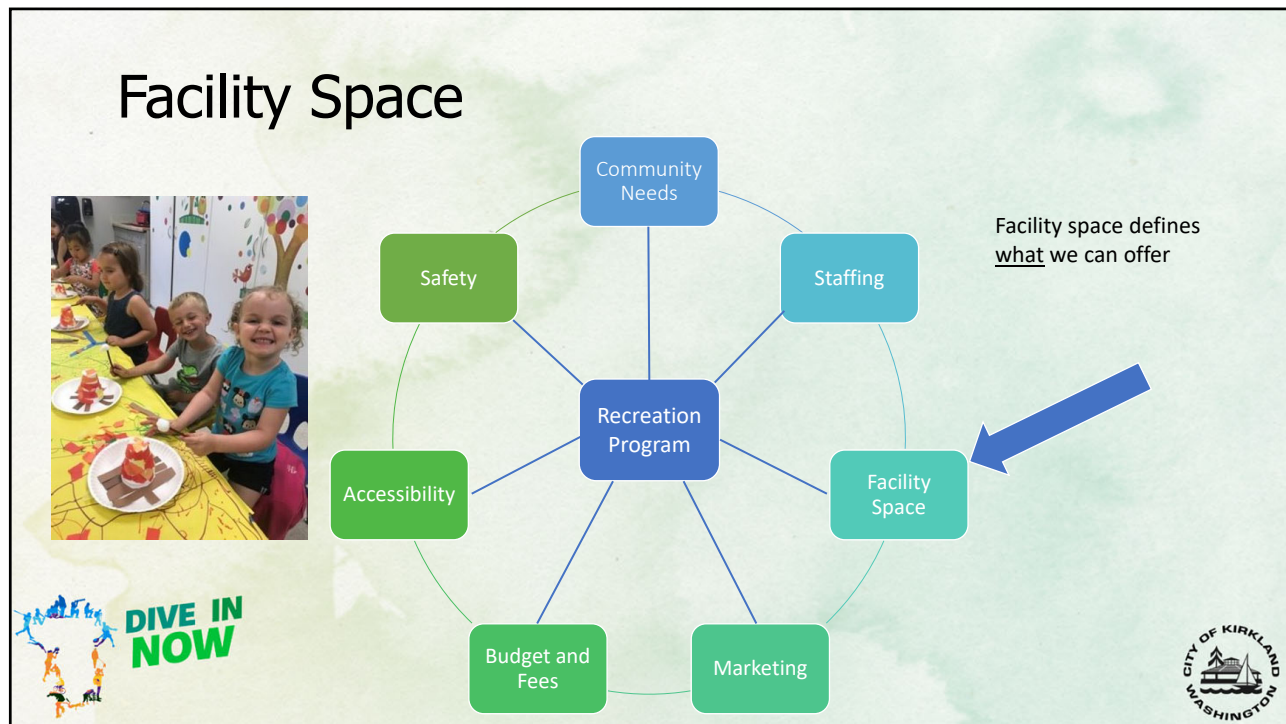 Facility Space
Community
Needs
Safety
Staffing
Facility space defines
what we can offer
Recreation
Program
Accessibility
Facility
Space
Budget and
Fees
Marketing
DIVE IN
NOW
CITY OF KIRKLAND
WASHINGTON